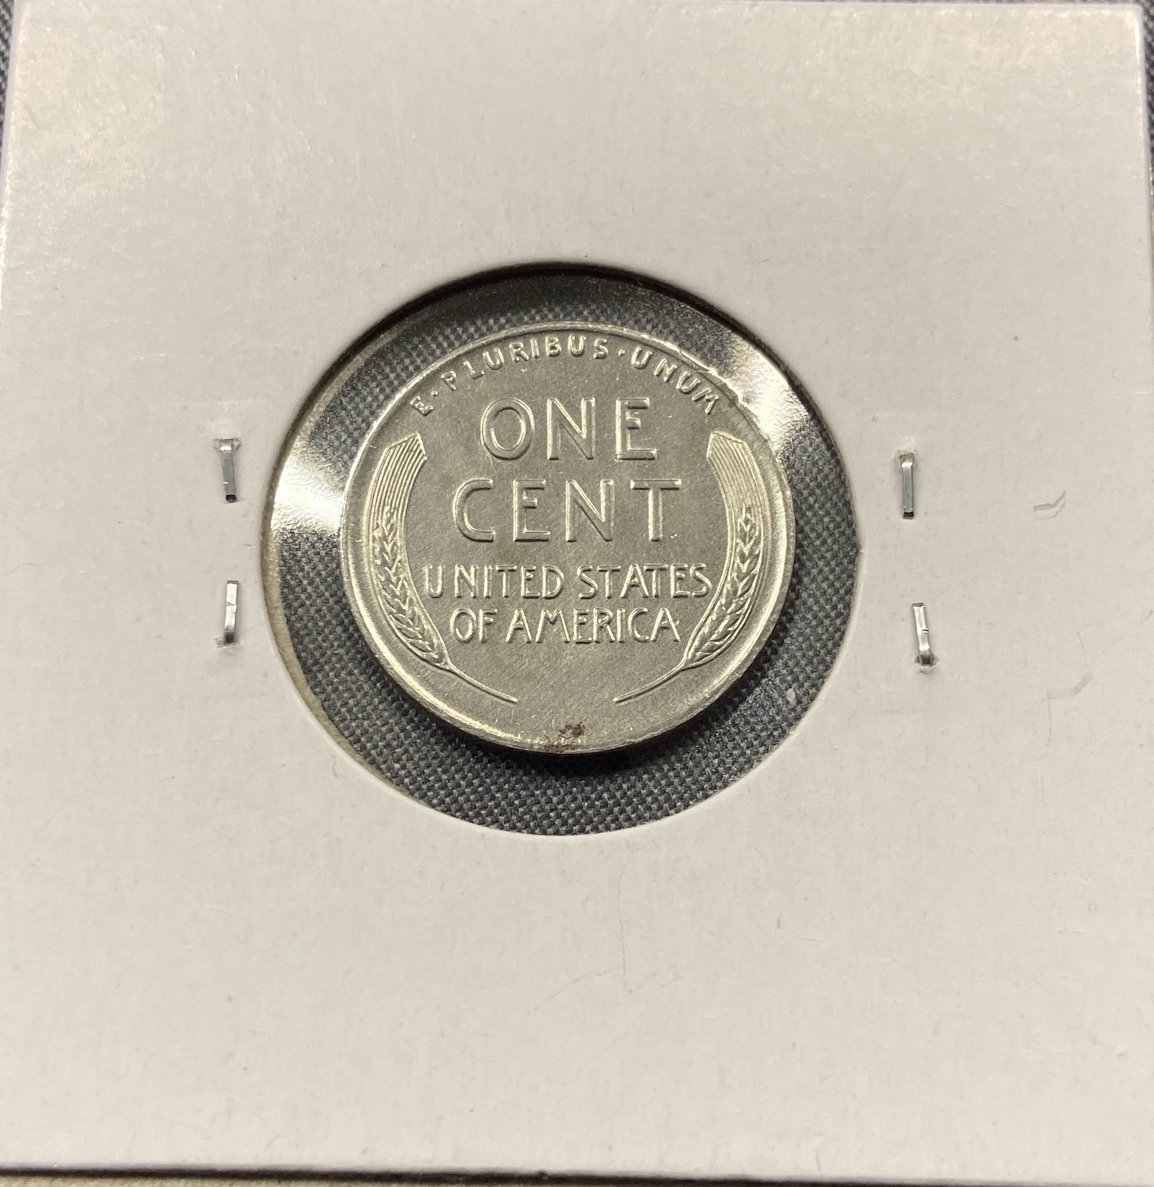 E·PLURIBUS·UNUM
ONE
CENT
UNITED STATES
OF AMERICA